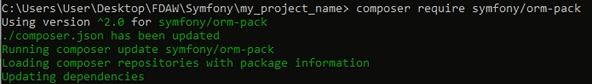 C:\Users\User\Desktop\FDAW\Symfony\my_project_name> composer require symfony/orm-pack
Using version ^2.0 for symfony/orm-pack
./composer.json has been updated
Running composer update symfony/orm-pack
Loading composer repositories with package information
Updating dependencies